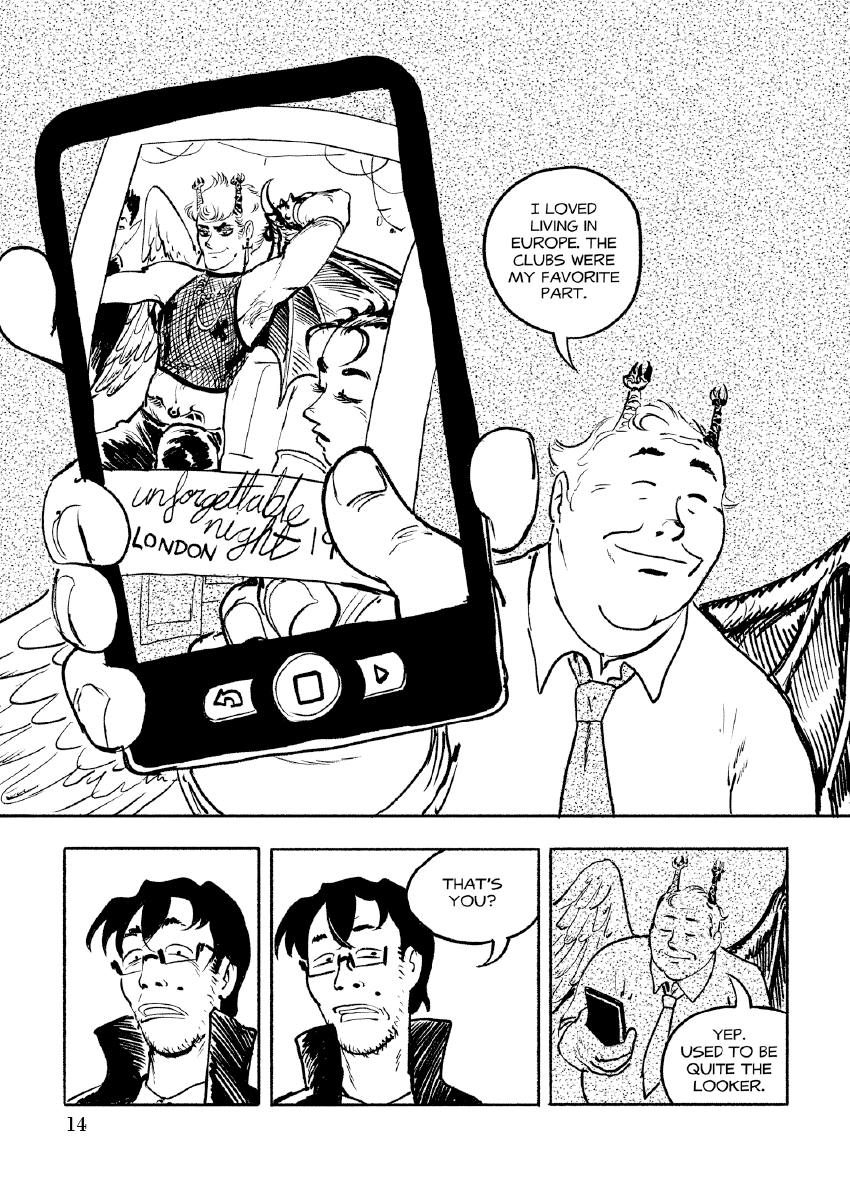 I LOVED
LIVING IN
EUROPE. THE
CLUBS WERE
MY FAVORITE
PART.
unforgettable
night
LONDON 19
THAT'S
YOU?
YEP.
USED TO BE
QUITE THE
LOOKER.
14